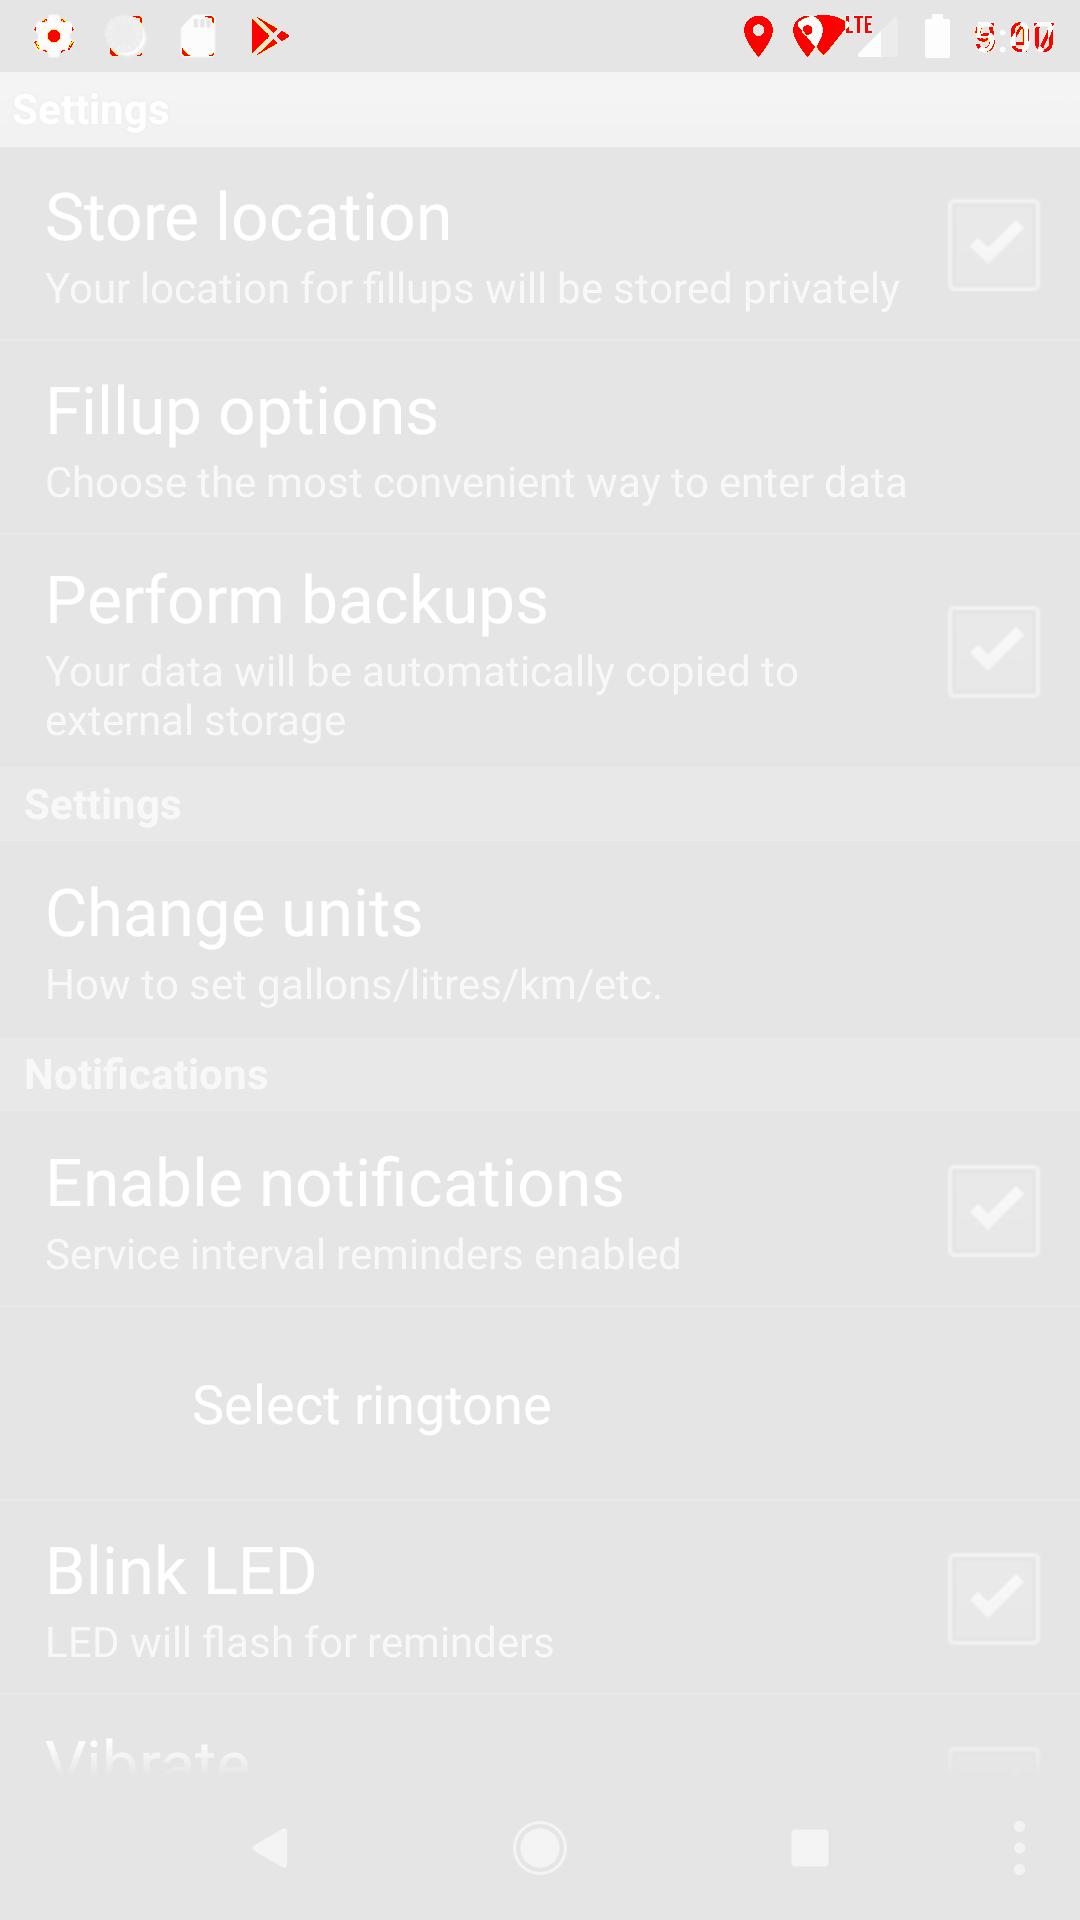 LTE
Settings
Store location
Your location for fillups will be stored privately
Fillup options
Choose the most convenient way to enter data
Perform backups
Your data will be automatically copied to
external storage
Settings
Change units
How to set gallons/litres/km/etc.
Notifications
Enable notifications
Service interval reminders enabled
Select ringtone
Blink LED
LED will flash for reminders
Vibrate